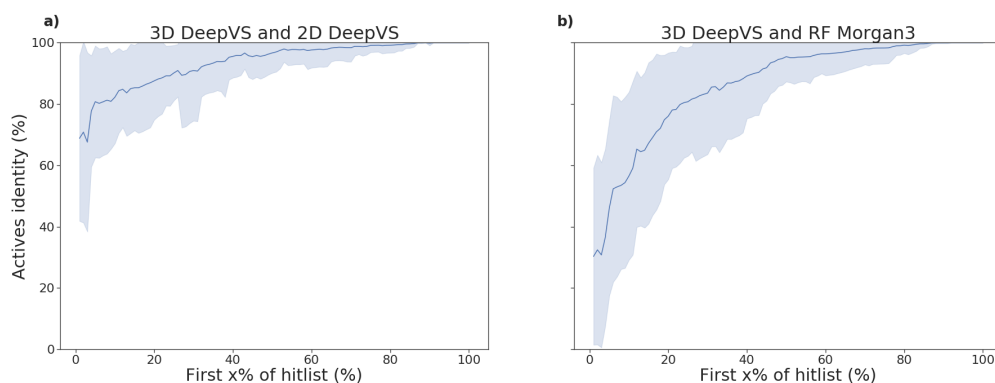 a)
3D DeepVS and 2D DeepVS
100
80
60
40
20
0
Actives identity (%)
0 20 40 60 80 100
First x% of hitlist (%)
b)
3D DeepVS and RF Morgan3
0 20 40 60 80 100
First x% of hitlist (%)